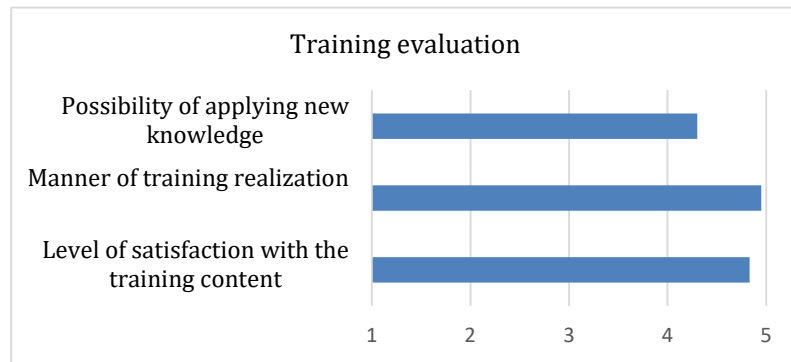 Training evaluation
Possibility of applying new
knowledge
Manner of training realization
Level of satisfaction with the
training content
1 2 3 4 5